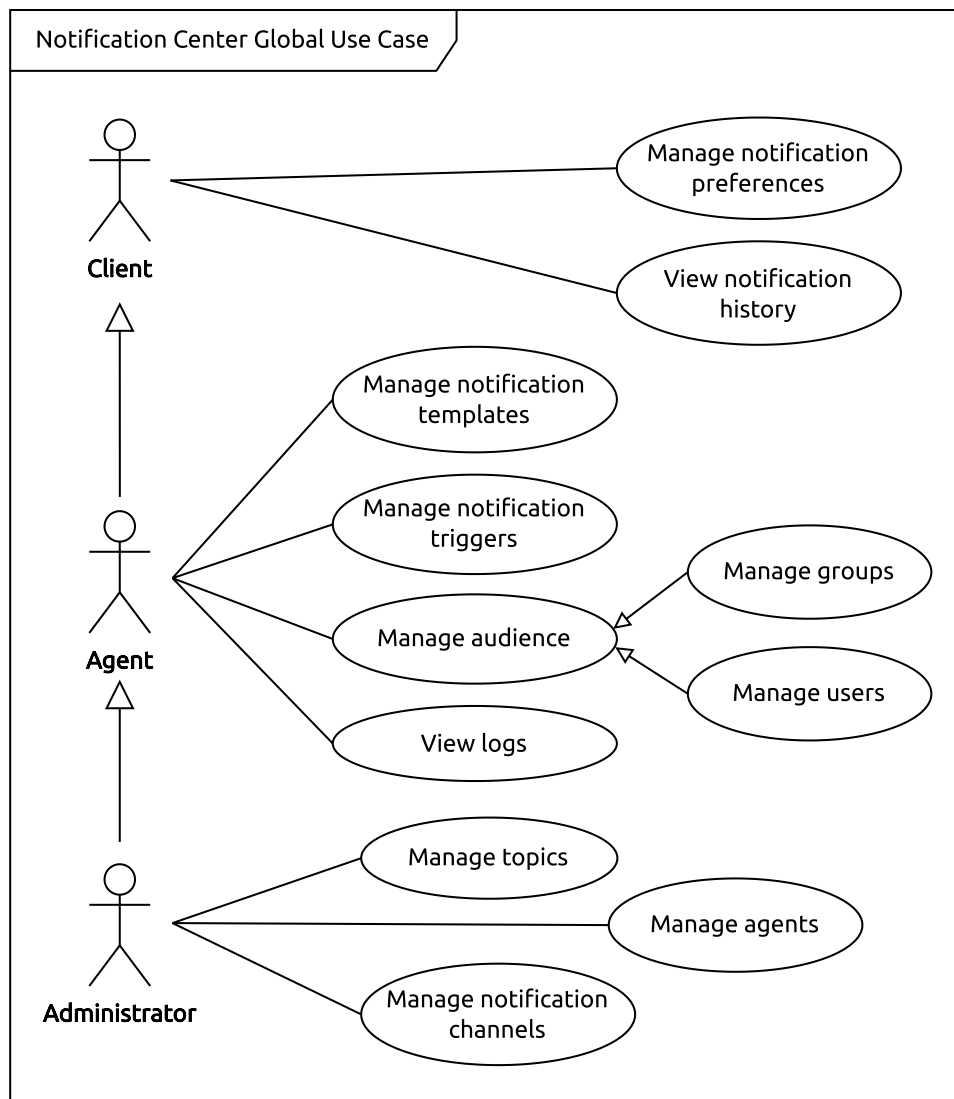 Notification Center Global Use Case
Manage notification
preferences
Client
View notification
history
Manage notification
templates
Manage notification
triggers
Manage groups
Manage audience
Agent
Manage users
View logs
Manage topics
Manage agents
Administrator
Manage notification
channels